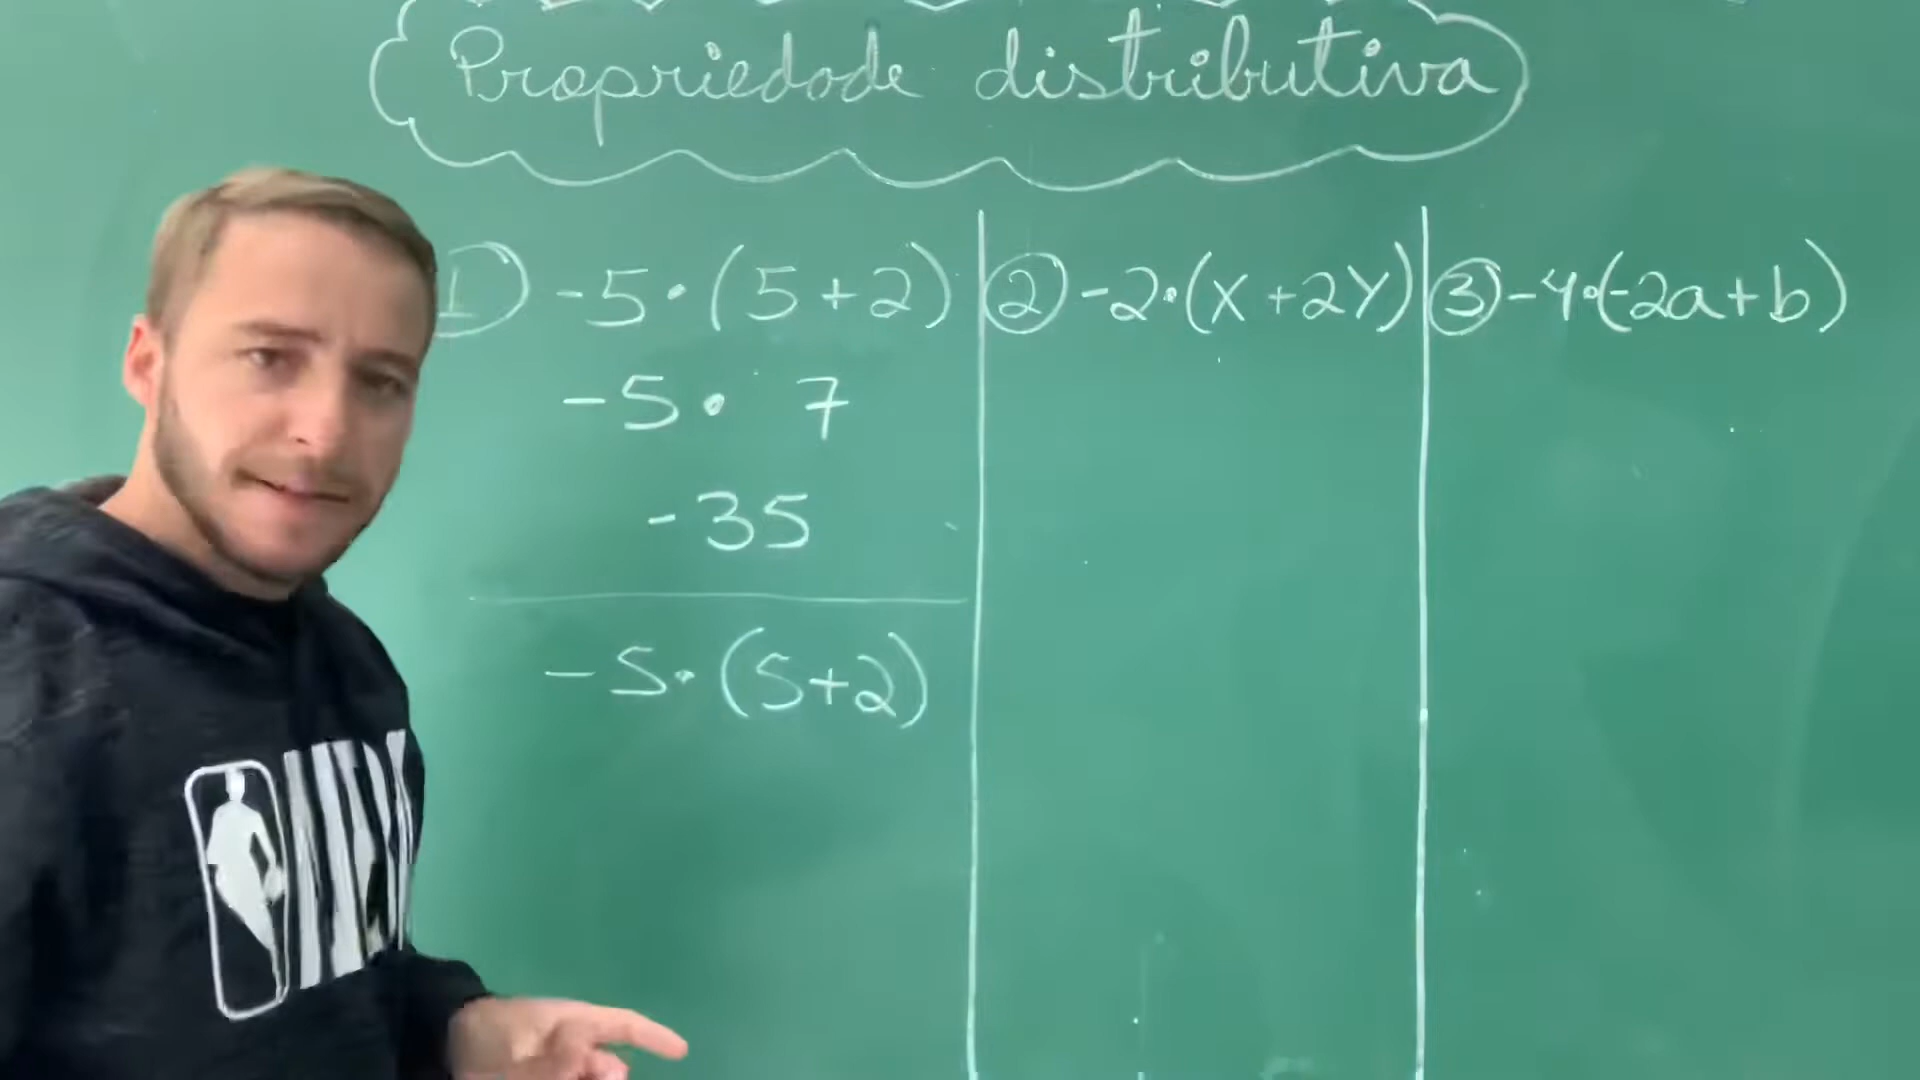 Propriedade distributiva
1 -5·(5+2)
-5· 7
-35
-5·(5+2)
2 -2·(x+2y)
3 -4·(-2a+b)